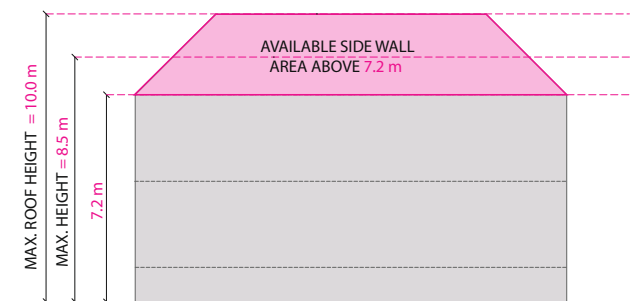 AVAILABLE SIDE WALL
AREA ABOVE 7.2 m
MAX. ROOF HEIGHT = 10.0 m
MAX. HEIGHT = 8.5 m
7.2 m